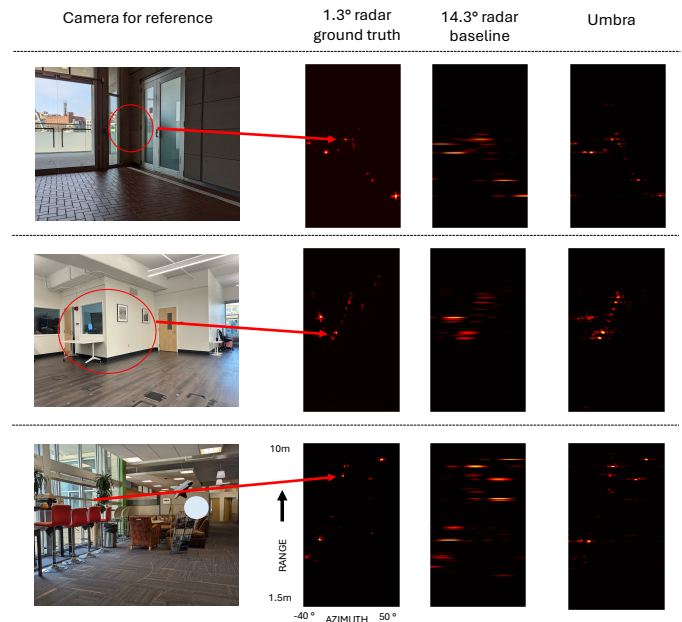 Camera for reference
1.3° radar
ground truth
14.3° radar
baseline
Umbra
10m
RANGE
1.5m
-40 °
AZIMUTH
50 °